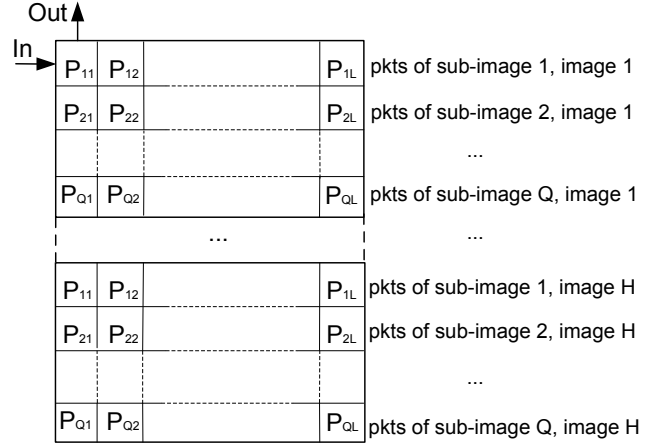 Out
In
P11 P12 P1L pkts of sub-image 1, image 1
P21 P22 P2L pkts of sub-image 2, image 1
...
PQ1 PQ2 PQL pkts of sub-image Q, image 1
... ...
P11 P12 P1L pkts of sub-image 1, image H
P21 P22 P2L pkts of sub-image 2, image H
...
PQ1 PQ2 PQL pkts of sub-image Q, image H